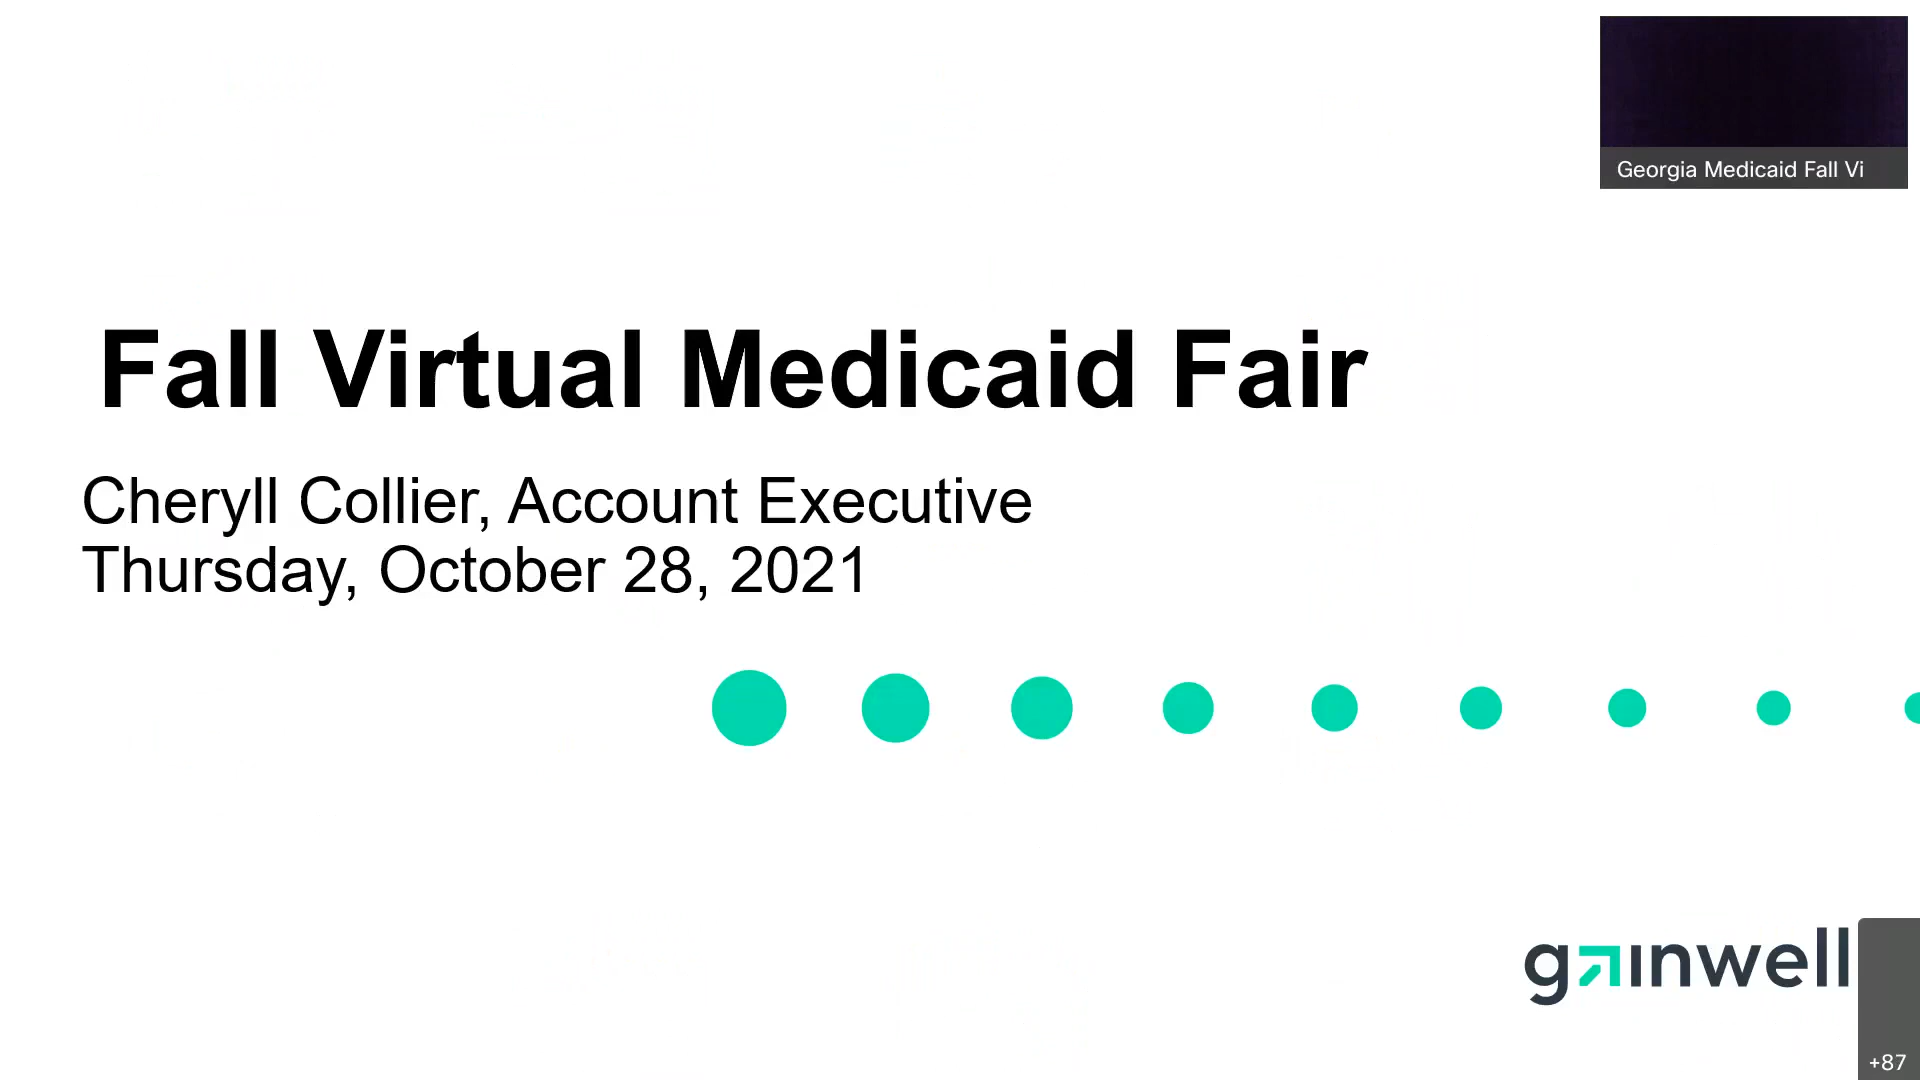 Georgia Medicaid Fall Vi
Fall Virtual Medicaid Fair
Cheryll Collier, Account Executive
Thursday, October 28, 2021
gainwell
+87